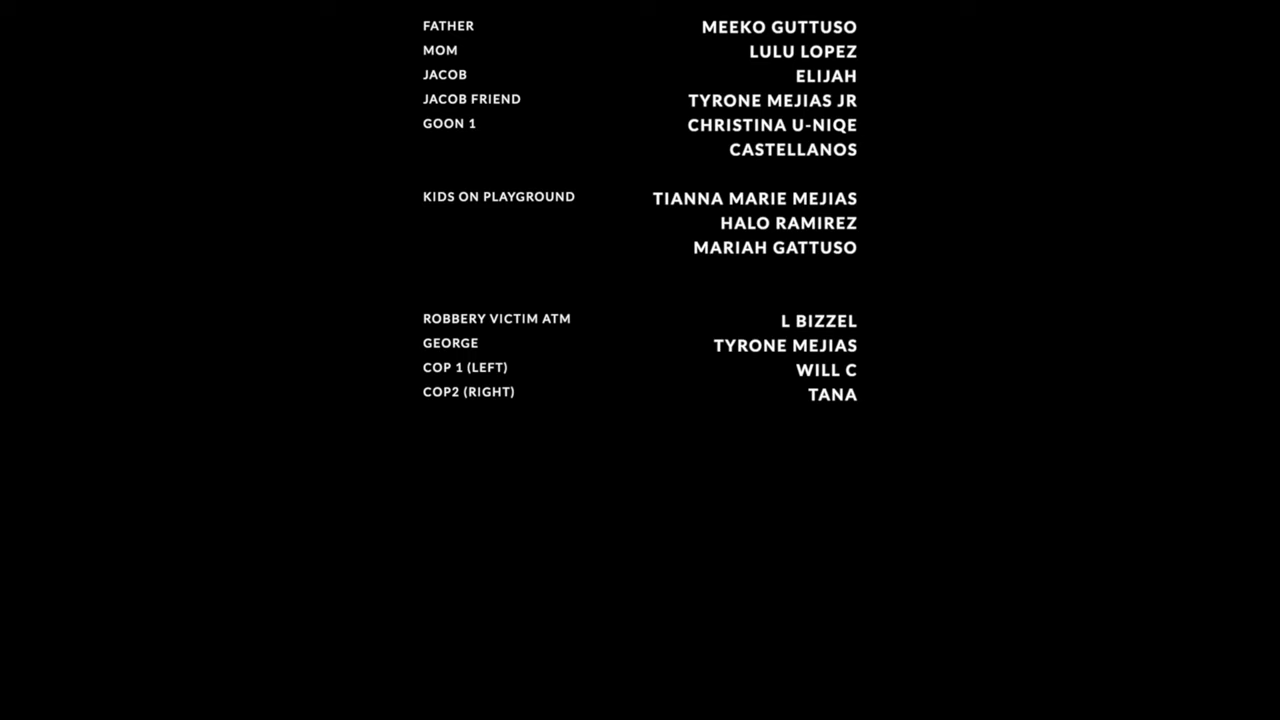 FATHER MEEKO GUTTUSO
MOM LULU LOPEZ
JACOB ELIJAH
JACOB FRIEND TYRONE MEJIAS JR
GOON 1 CHRISTINA U-NIQE
CASTELLANOS
KIDS ON PLAYGROUND TIANNA MARIE MEJIAS
HALO RAMIREZ
MARIAH GATTUSO
ROBBERY VICTIM ATM L BIZZEL
GEORGE TYRONE MEJIAS
COP 1 (LEFT) WILL C
COP2 (RIGHT) TANA